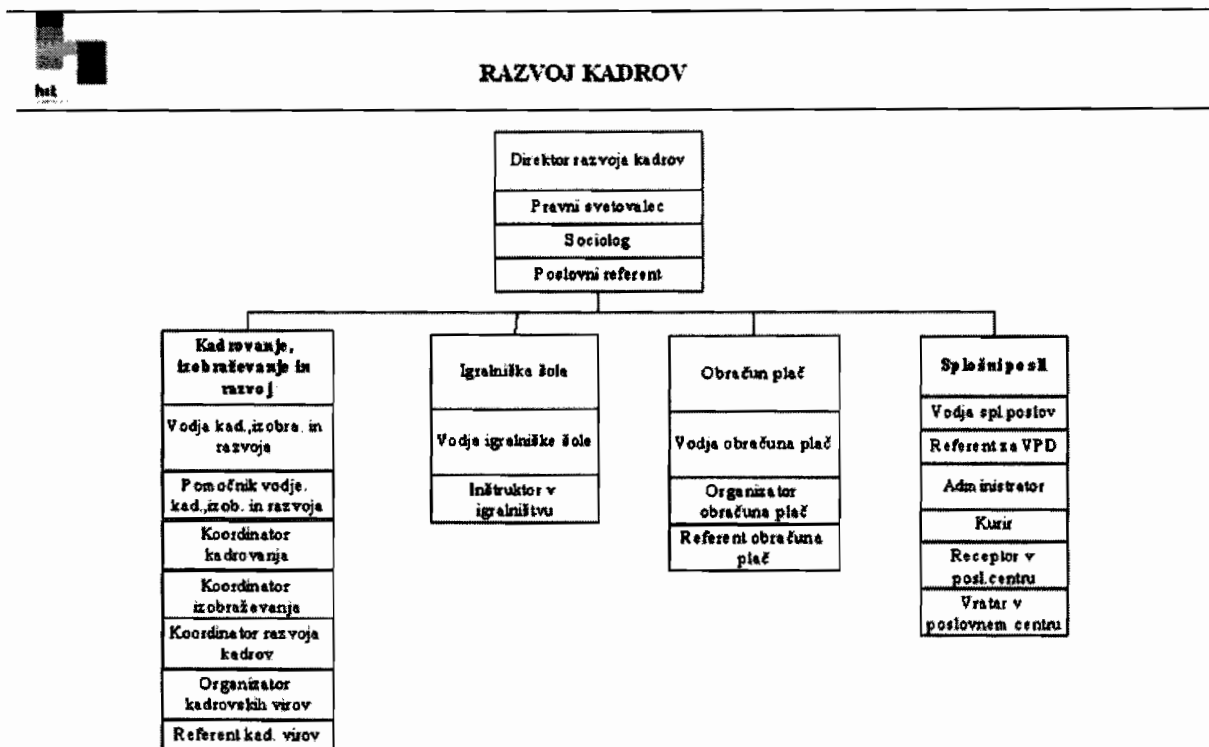 hit
RAZVOJ KADROV
Direktor razvoja kadrov
Pravni svetovalec
Sociolog
Poslovni referent
Kadrovanje,
izobraževanje in
razvoj
Vodja kad.,izobra. in
razvoja
Pomočnik vodje.
kad.,izob. in razvoja
Koordinator
kadrovanja
Koordinator
izobraževanja
Koordinator razvoja
kadrov
Organizator
kadrovskih virov
Referent kad. virov
Igralniška šola
Vodja igralniške šole
Inštruktor v
igralništvu
Obračun plač
Vodja obračuna plač
Organizator
obračuna plač
Referent obračuna
plač
Splošni posli
Vodja spl.poslov
Referent za VPD
Administrator
Kurir
Receptor v
posl.centru
Vratar v
poslovnem centru